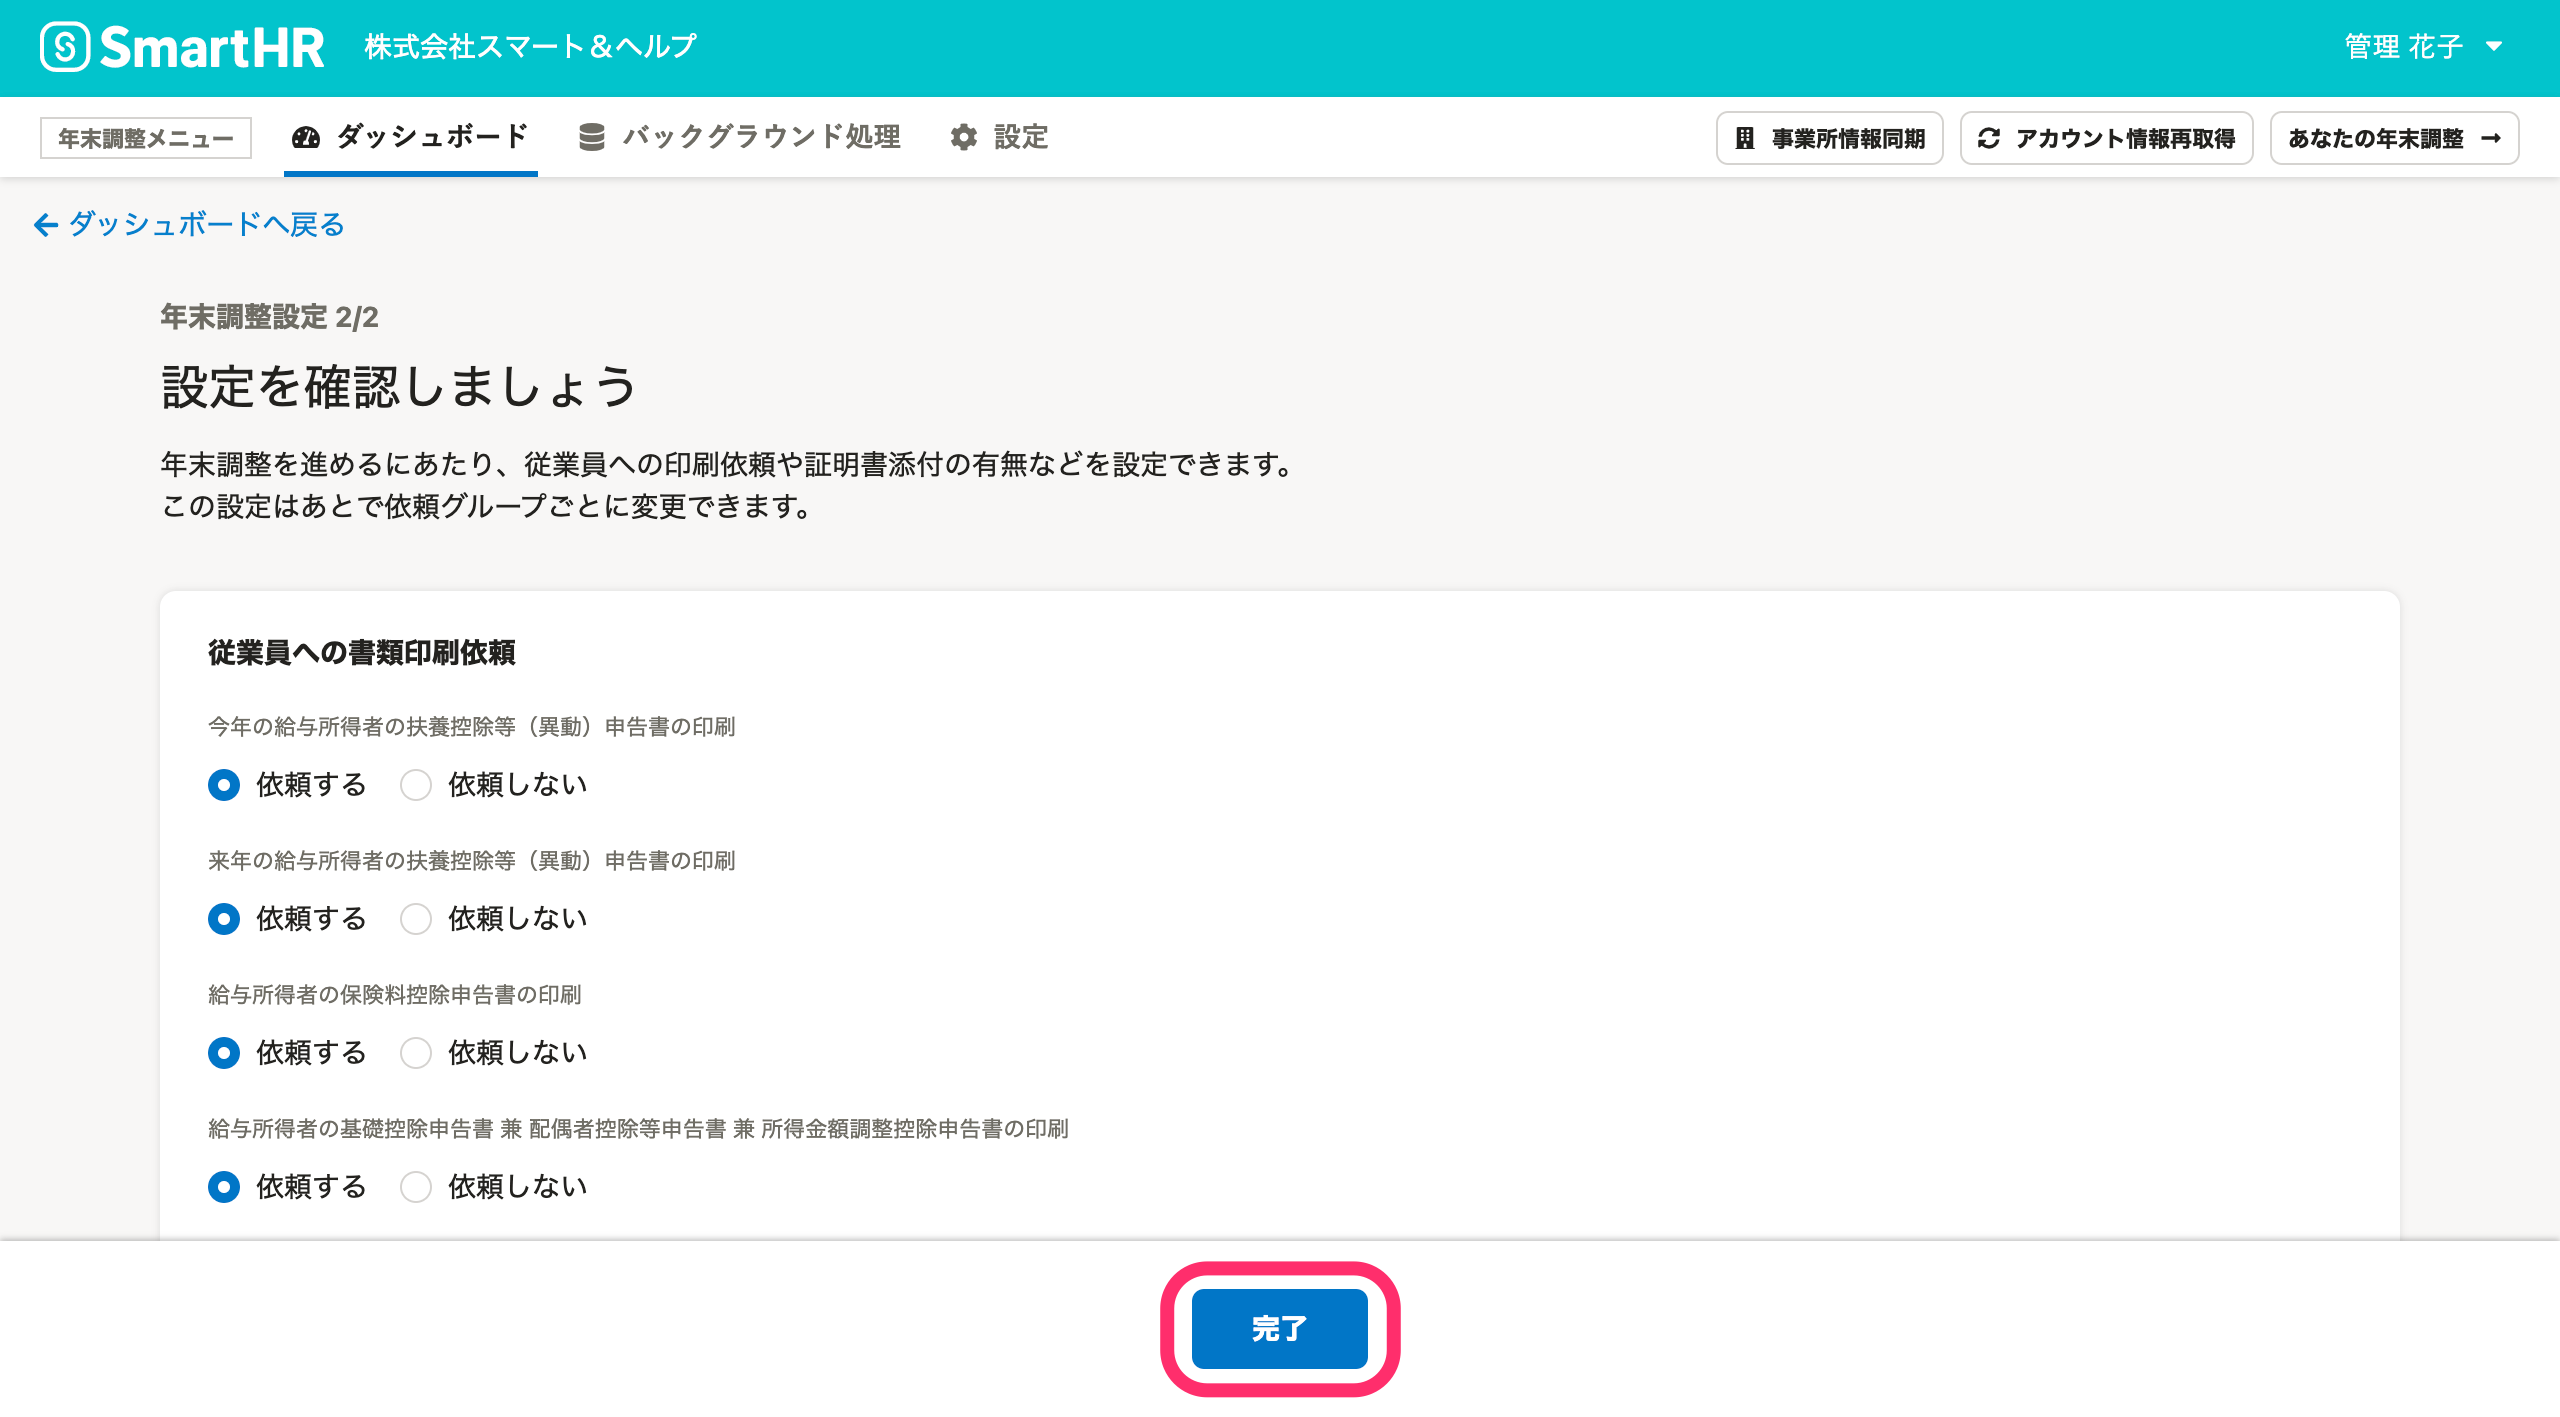 SmartHR 株式会社スマート＆ヘルプ 管理 花子
年末調整メニュー ダッシュボード バックグラウンド処理 設定 事業所情報同期 アカウント情報再取得 あなたの年末調整 →
← ダッシュボードへ戻る
年末調整設定 2/2
設定を確認しましょう
年末調整を進めるにあたり、従業員への印刷依頼や証明書添付の有無などを設定できます。
この設定はあとで依頼グループごとに変更できます。
従業員への書類印刷依頼
今年の給与所得者の扶養控除等（異動）申告書の印刷
依頼する 依頼しない
来年の給与所得者の扶養控除等（異動）申告書の印刷
依頼する 依頼しない
給与所得者の保険料控除申告書の印刷
依頼する 依頼しない
給与所得者の基礎控除申告書 兼 配偶者控除等申告書 兼 所得金額調整控除申告書の印刷
依頼する 依頼しない
完了